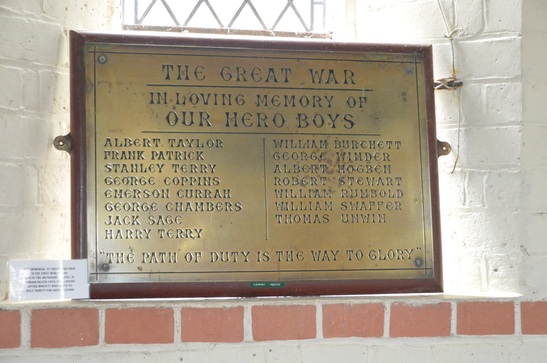 THE GREAT WAR
IN LOVING MEMORY OF
OUR HERO BOYS
ALBERT TAYLOR
FRANK PATRICK
STANLEY TERRY
GEORGE COPPINS
EMERSON CURRAH
GEORGE CHAMBERS
JACK SAGE
HARRY TERRY
WILLIAM BURCHETT
GEORGE WINDER
ALBERT HOGBEN
ROBERT STEWART
WILLIAM RUMBOLD
WILLIAM SWAFFER
THOMAS UNWIN
"THE PATH OF DUTY IS THE WAY TO GLORY"